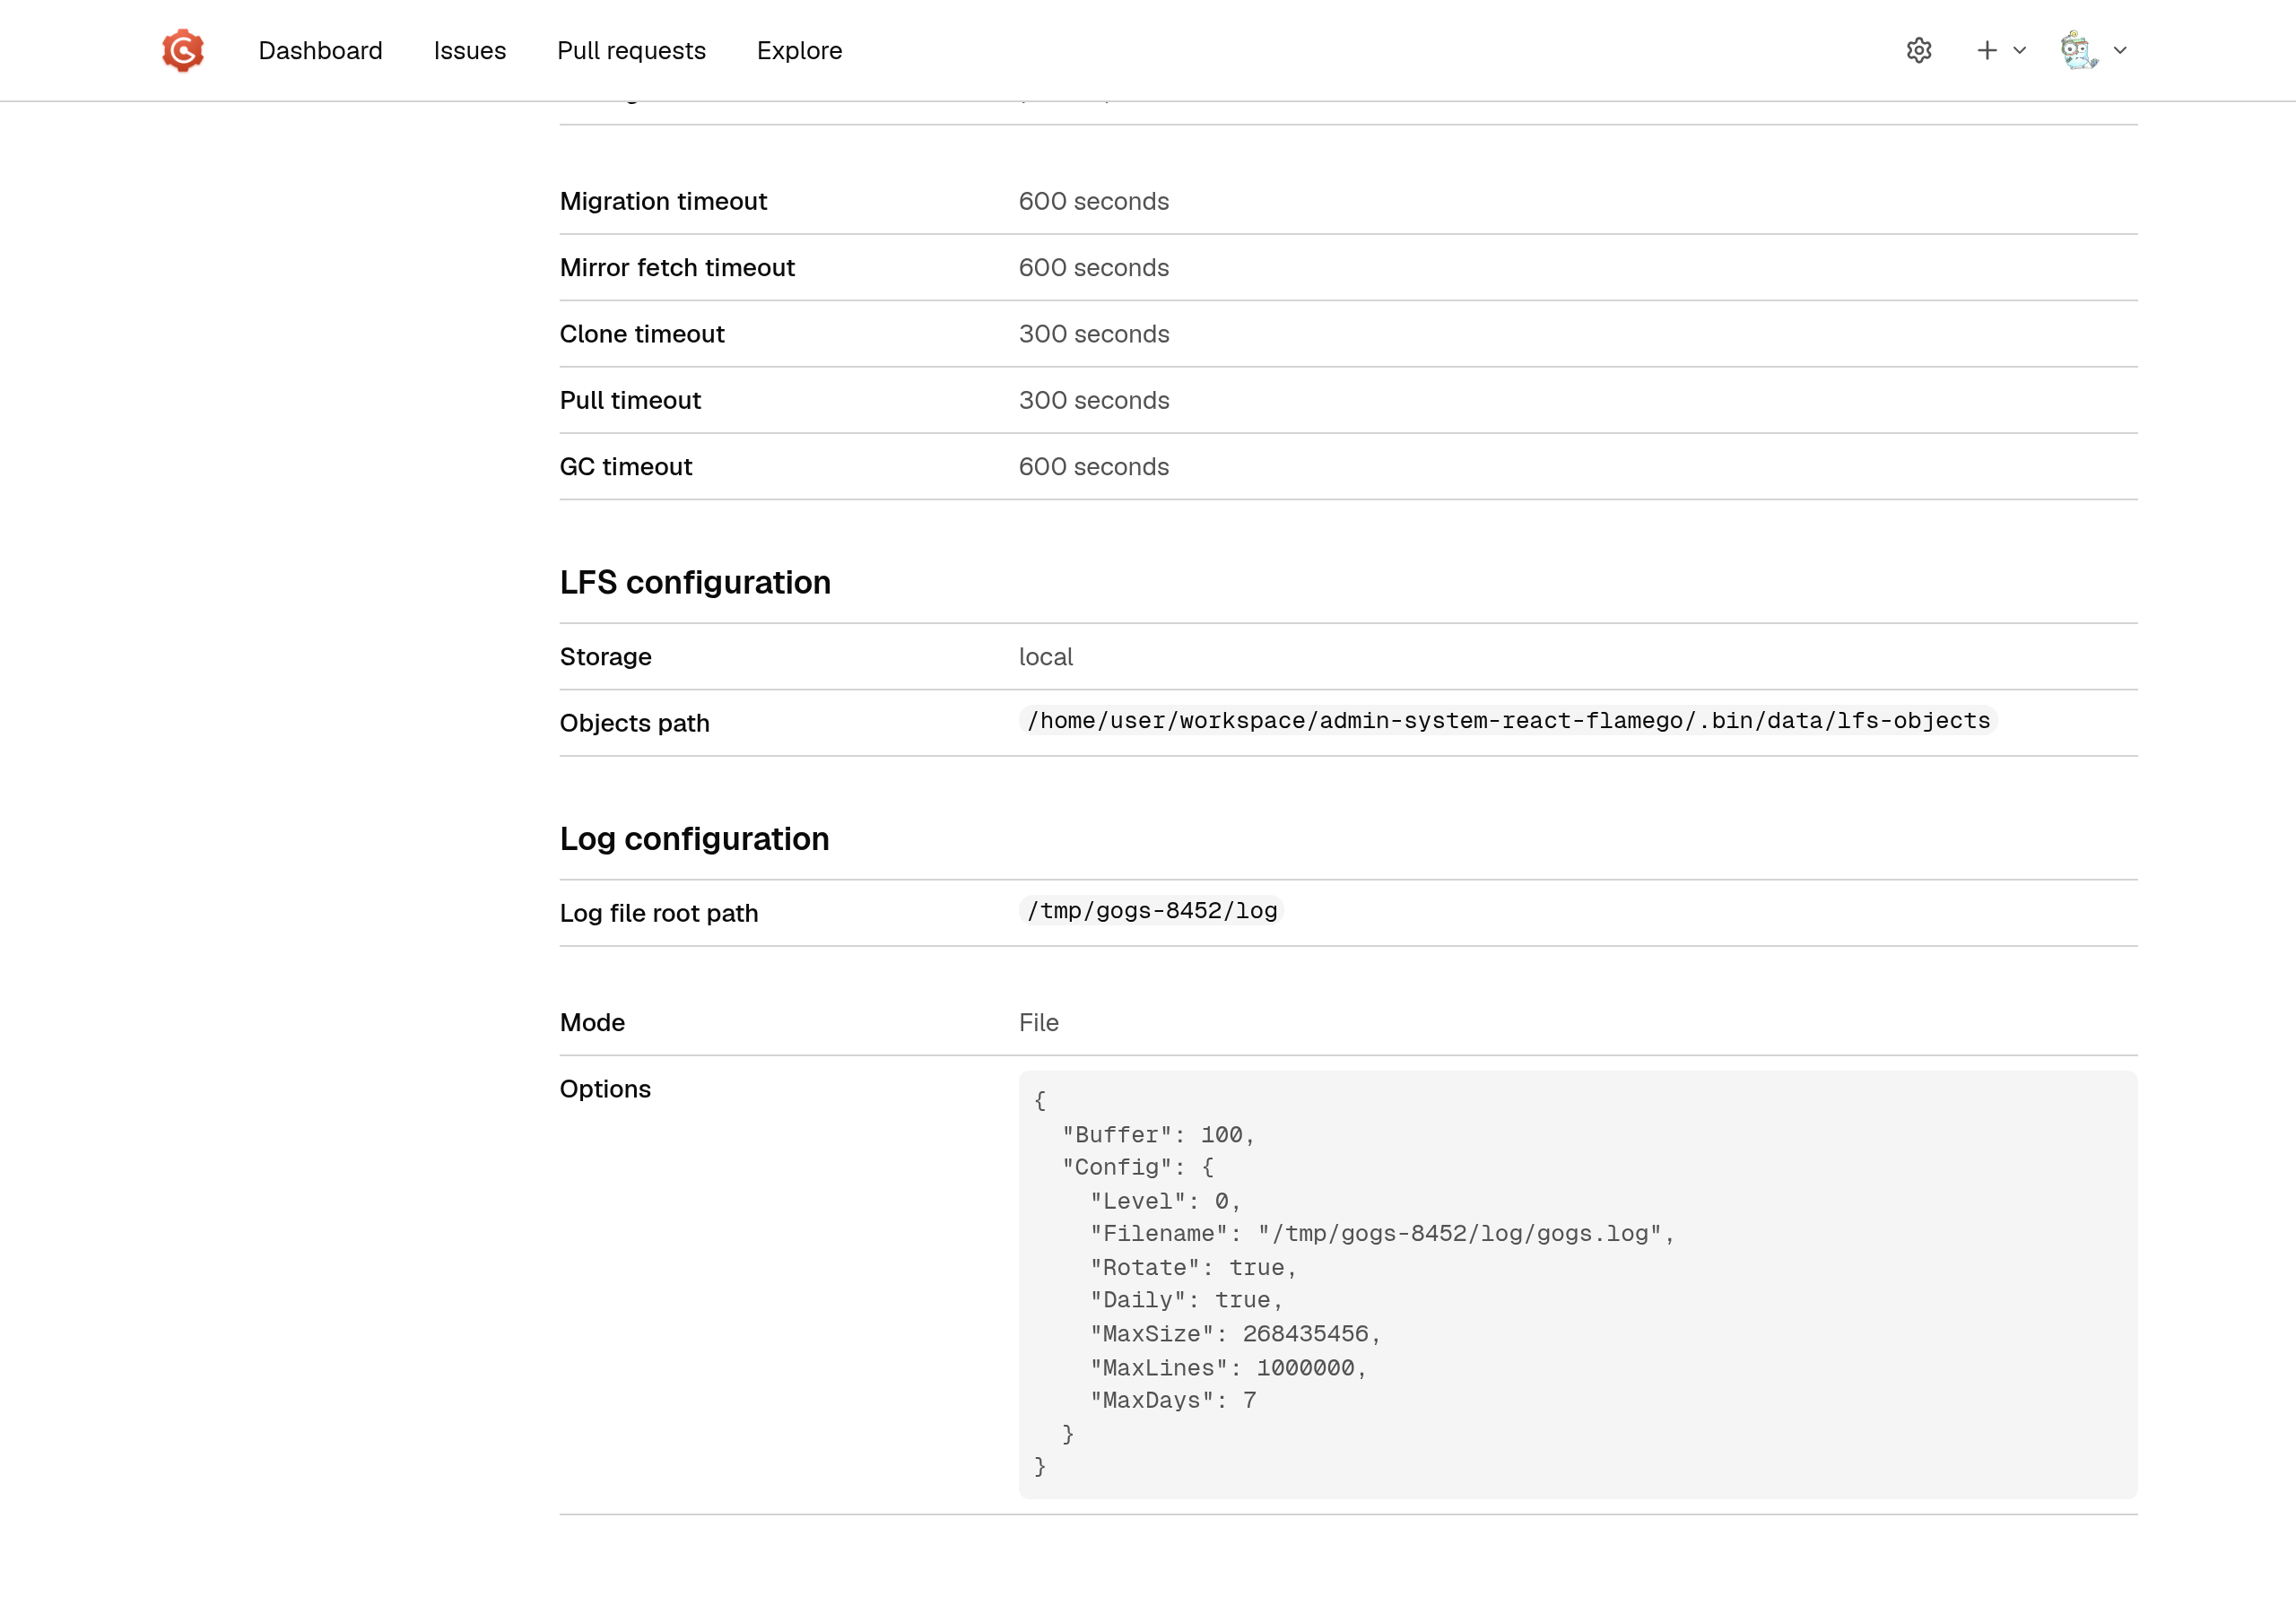 Dashboard Issues Pull requests Explore
Migration timeout 600 seconds
Mirror fetch timeout 600 seconds
Clone timeout 300 seconds
Pull timeout 300 seconds
GC timeout 600 seconds
LFS configuration
Storage local
Objects path /home/user/workspace/admin-system-react-flamego/.bin/data/lfs-objects
Log configuration
Log file root path /tmp/gogs-8452/log
Mode File
Options
{
  "Buffer": 100,
  "Config": {
    "Level": 0,
    "Filename": "/tmp/gogs-8452/log/gogs.log",
    "Rotate": true,
    "Daily": true,
    "MaxSize": 268435456,
    "MaxLines": 1000000,
    "MaxDays": 7
  }
}